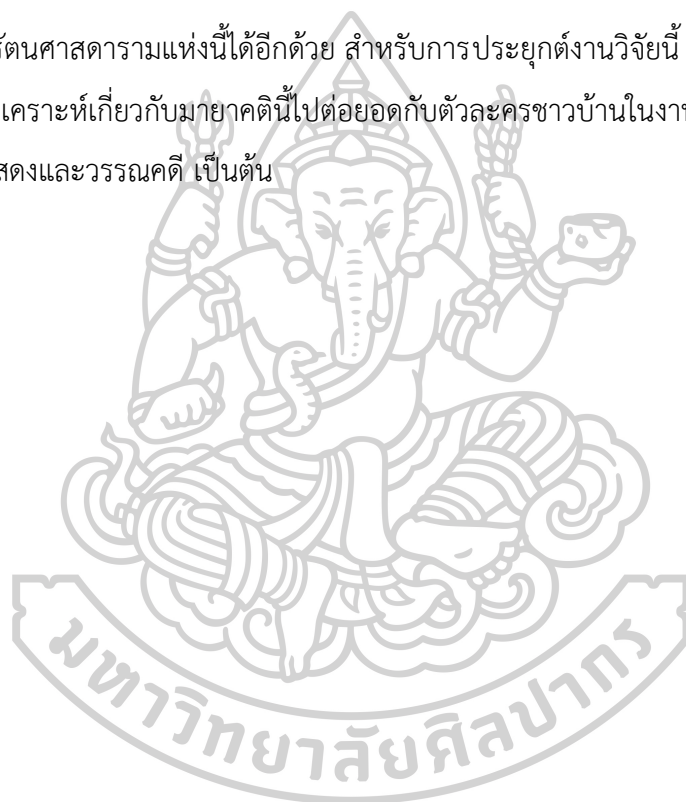 รัตนศาสดารามแห่งนี้ได้อีกด้วย สำหรับการประยุกต์งานวิจัยนี้
เคราะห์เกี่ยวกับมายาคตินี้ไปต่อยอดกับตัวละครชาวบ้านในงาน
สดงและวรรณคดี เป็นต้น
มหาวิทยาลัยศิลปากร